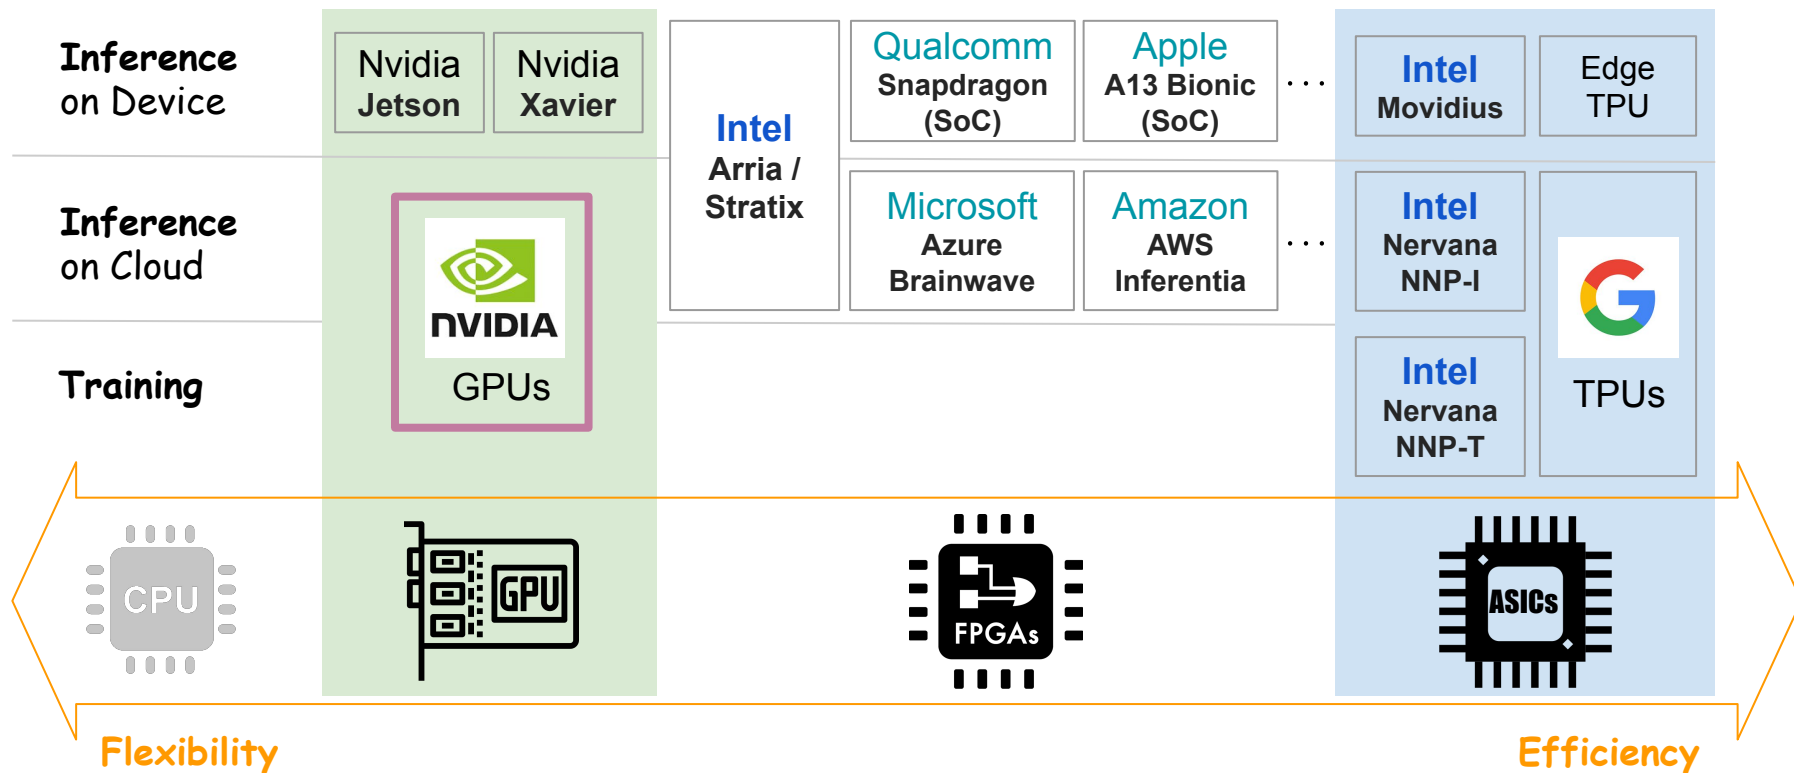 Inference
on Device
Nvidia
Jetson
Nvidia
Xavier
Intel
Arria /
Stratix
Qualcomm
Snapdragon
(SoC)
Apple
A13 Bionic
(SoC)
. . .
Intel
Movidius
Edge
TPU
Inference
on Cloud
NVIDIA
GPUs
Microsoft
Azure
Brainwave
Amazon
AWS
Inferentia
. . .
Intel
Nervana
NNP-I
G
TPUs
Training
Intel
Nervana
NNP-T
CPU
GPU
FPGAs
ASICs
Flexibility
Efficiency